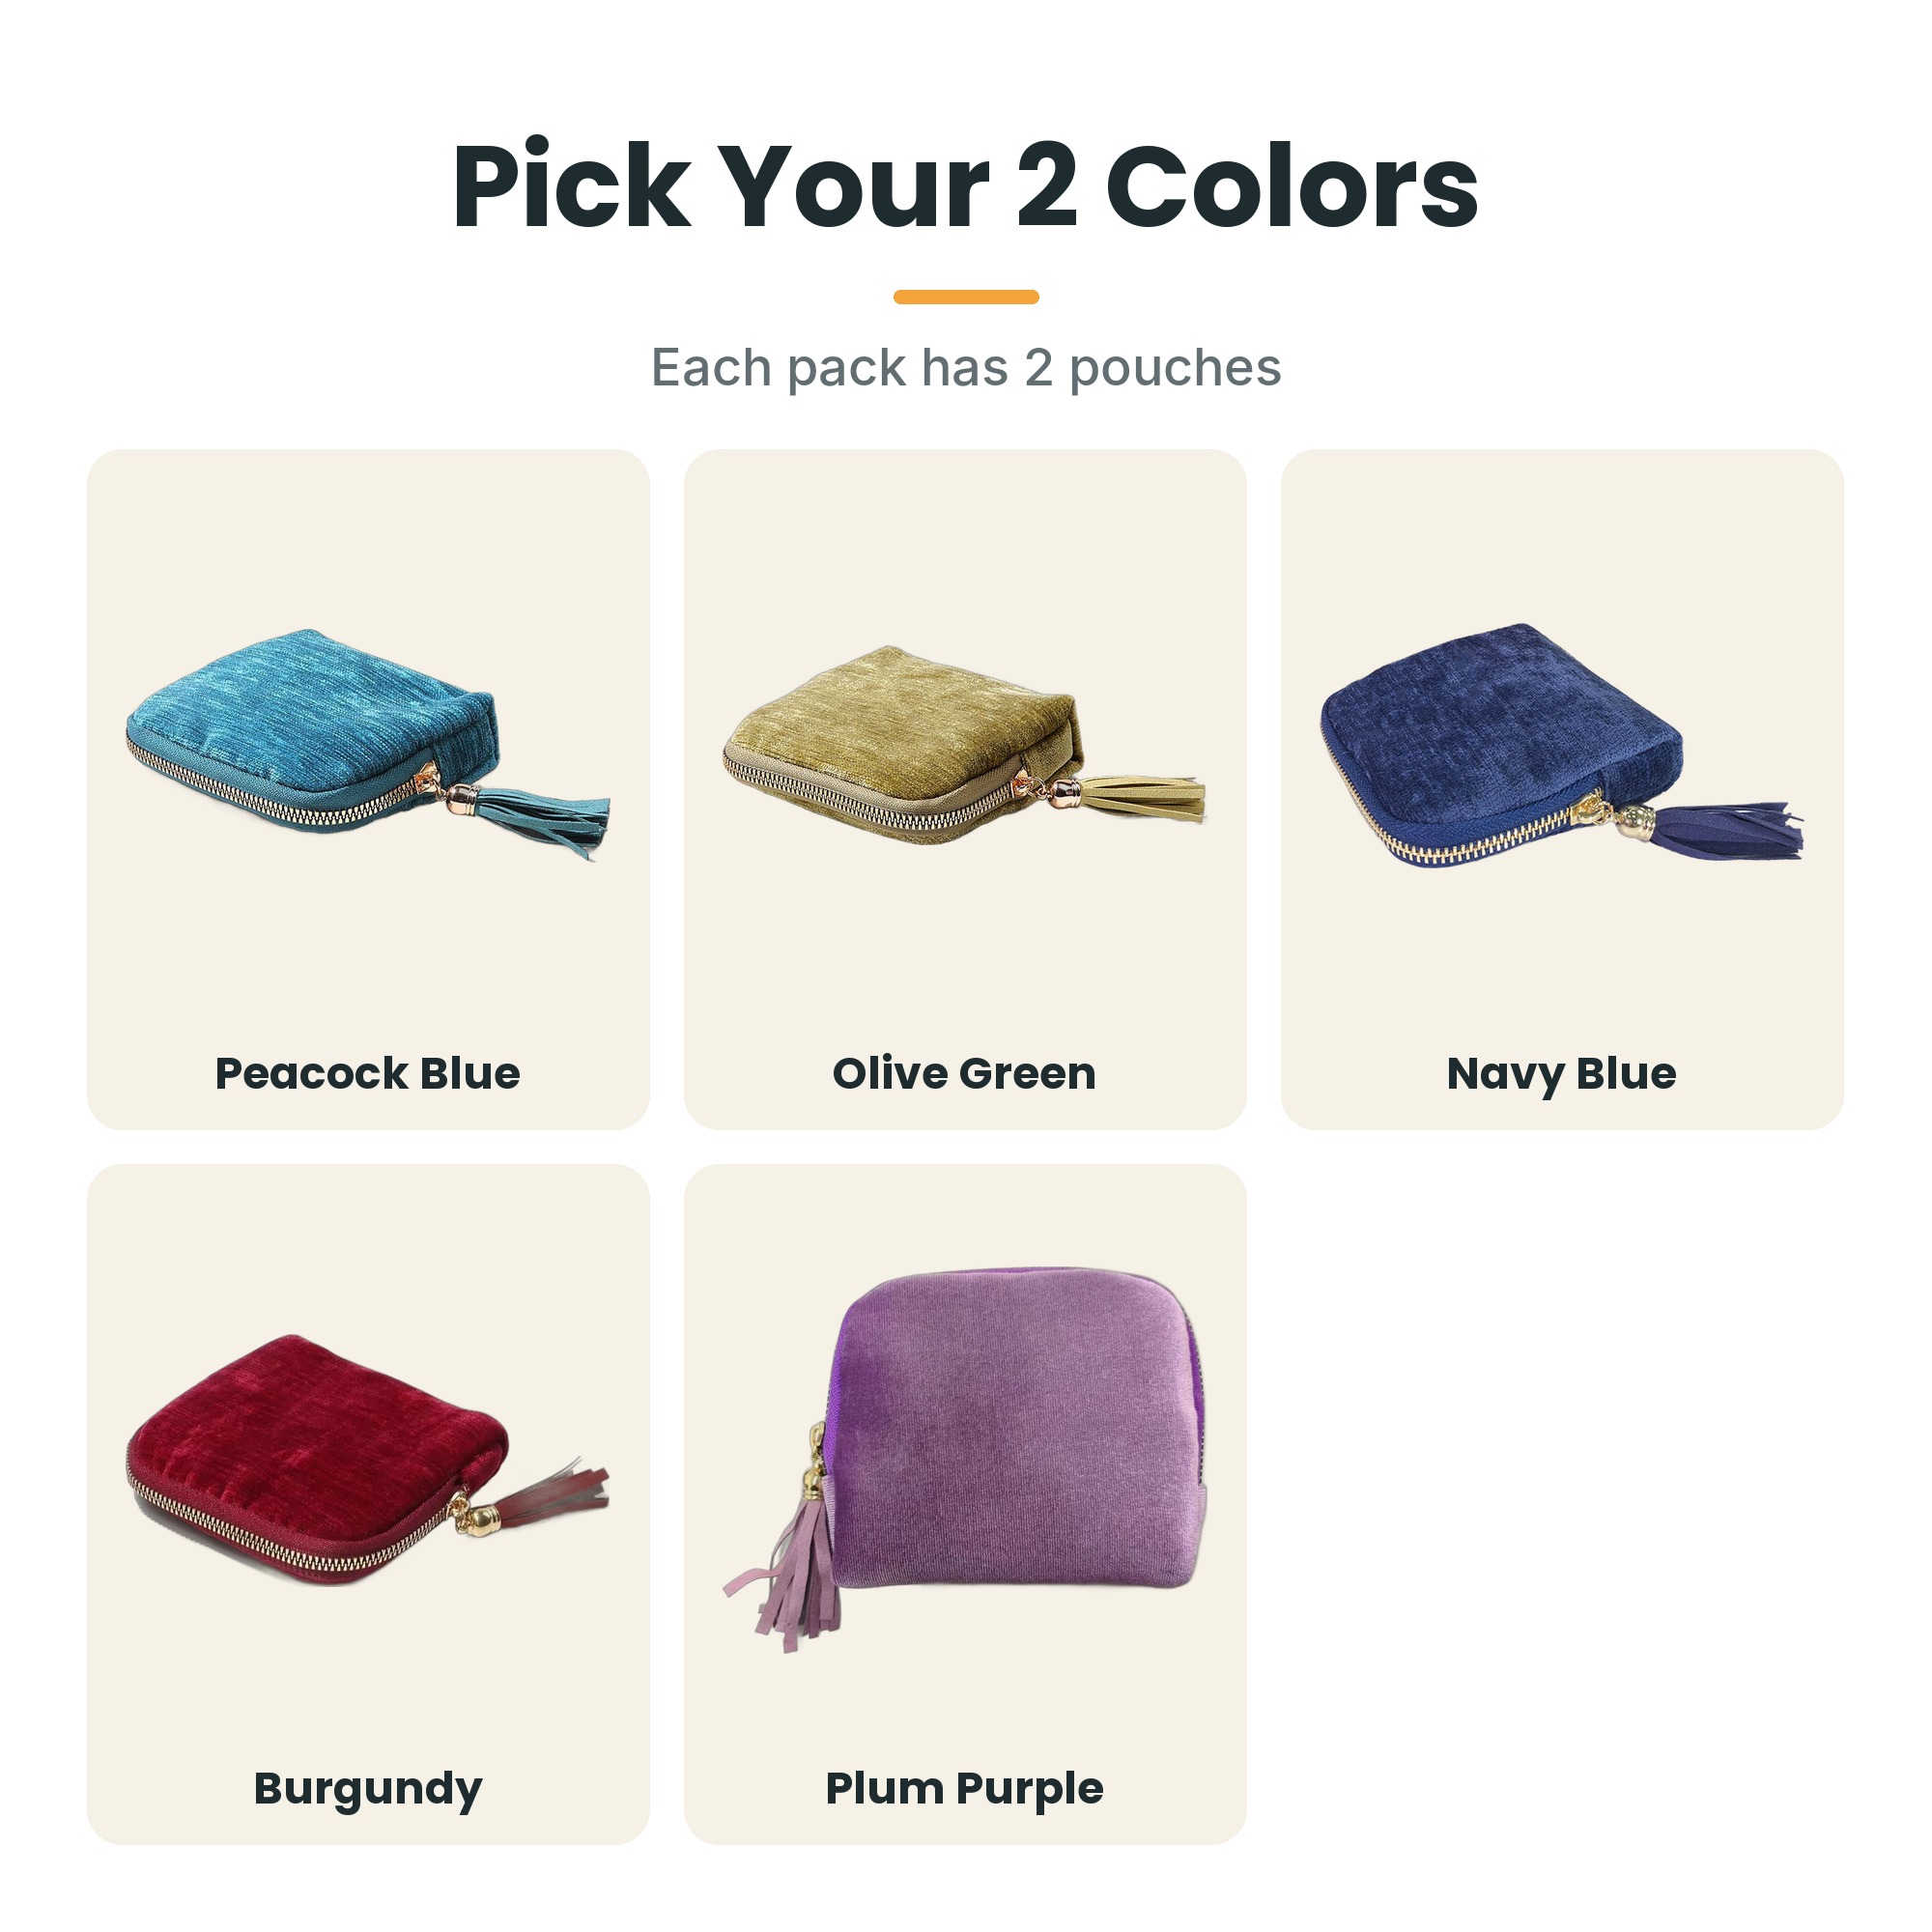 Pick Your 2 Colors
Each pack has 2 pouches
Peacock Blue
Olive Green
Navy Blue
Burgundy
Plum Purple